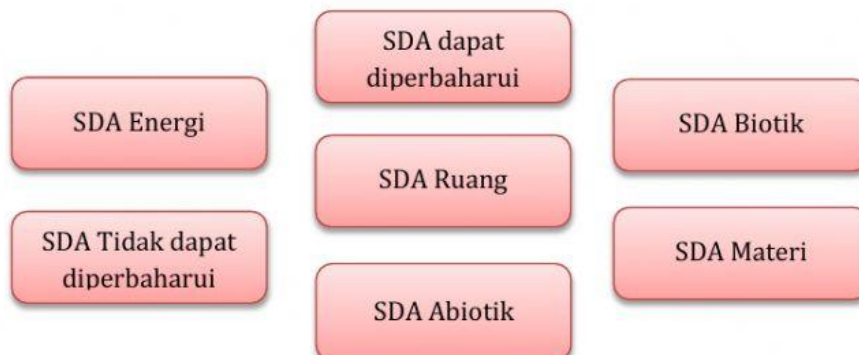 SDA dapat
diperbaharui
SDA Energi
SDA Biotik
SDA Ruang
SDA Tidak dapat
diperbaharui
SDA Materi
SDA Abiotik